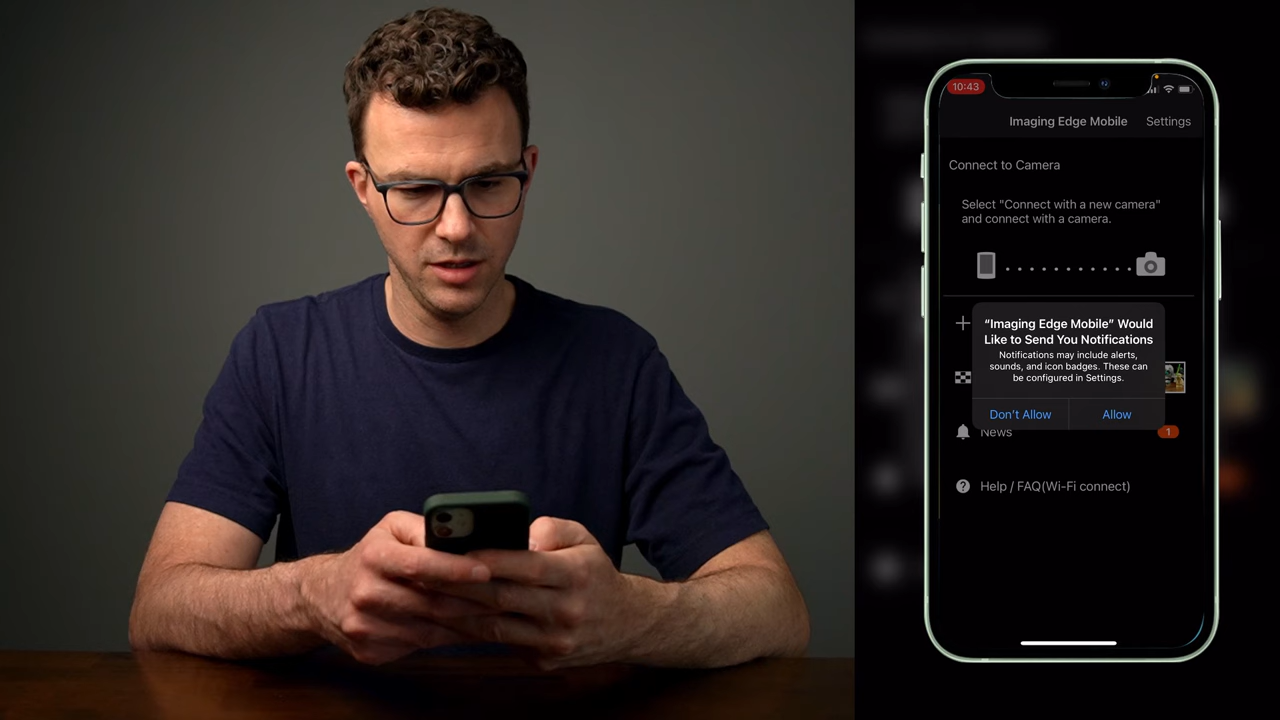 10:43
Imaging Edge Mobile
Settings
Connect to Camera
Select "Connect with a new camera"
and connect with a camera.
“Imaging Edge Mobile” Would
Like to Send You Notifications
Notifications may include alerts,
sounds, and icon badges. These can
be configured in Settings.
Don’t Allow
Allow
News
1
Help / FAQ(Wi-Fi connect)